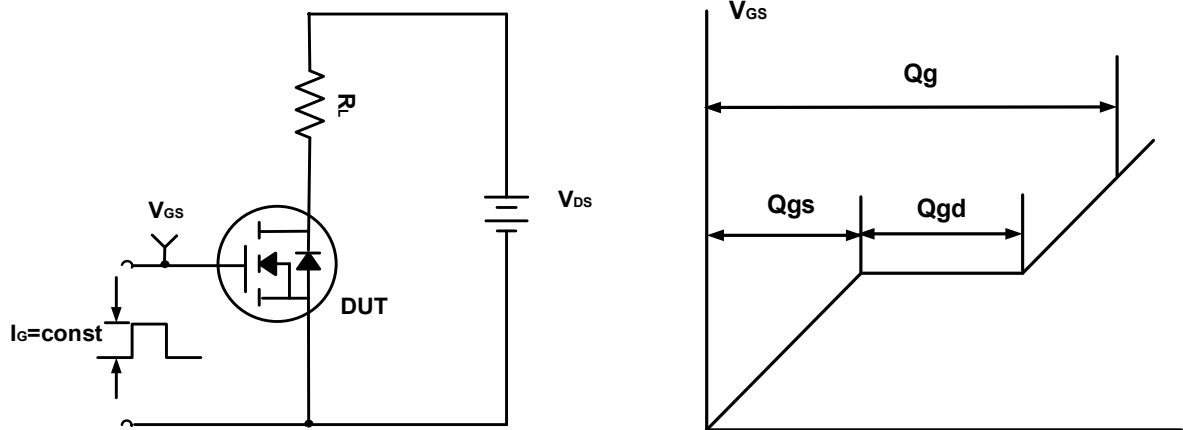 RL
VDS
VGS
DUT
IG=const
VGS
Qg
Qgs
Qgd